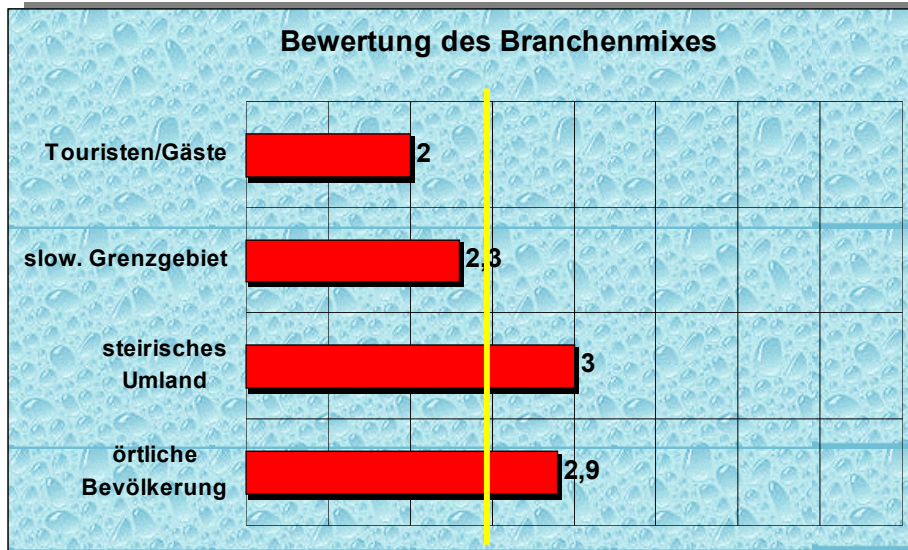 Bewertung des Branchenmixes
Touristen/Gäste
2
slow. Grenzgebiet
2,3
steirisches
Umland
3
örtliche
Bevölkerung
2,9